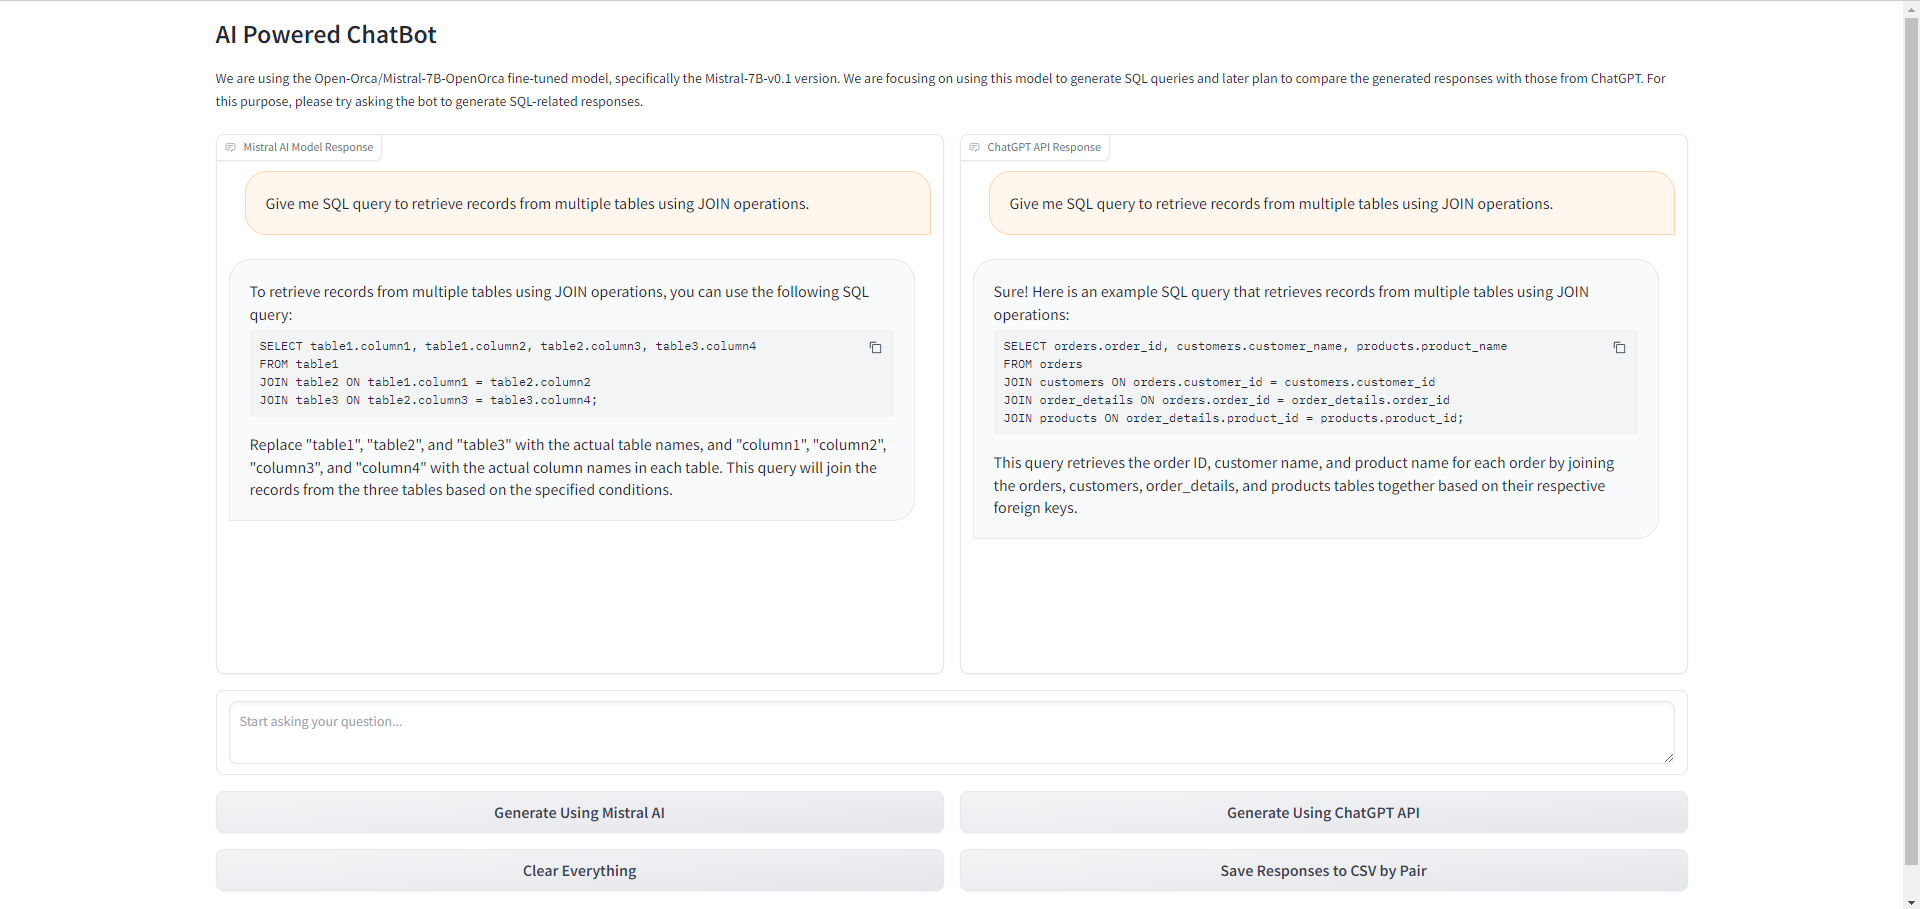 AI Powered ChatBot
We are using the Open-Orca/Mistral-7B-OpenOrca fine-tuned model, specifically the Mistral-7B-v0.1 version. We are focusing on using this model to generate SQL queries and later plan to compare the generated responses with those from ChatGPT. For
this purpose, please try asking the bot to generate SQL-related responses.
Mistral AI Model Response
Give me SQL query to retrieve records from multiple tables using JOIN operations.
To retrieve records from multiple tables using JOIN operations, you can use the following SQL
query:
SELECT table1.column1, table1.column2, table2.column3, table3.column4
FROM table1
JOIN table2 ON table1.column1 = table2.column2
JOIN table3 ON table2.column3 = table3.column4;
Replace "table1", "table2", and "table3" with the actual table names, and "column1", "column2",
"column3", and "column4" with the actual column names in each table. This query will join the
records from the three tables based on the specified conditions.
ChatGPT API Response
Give me SQL query to retrieve records from multiple tables using JOIN operations.
Sure! Here is an example SQL query that retrieves records from multiple tables using JOIN
operations:
SELECT orders.order_id, customers.customer_name, products.product_name
FROM orders
JOIN customers ON orders.customer_id = customers.customer_id
JOIN order_details ON orders.order_id = order_details.order_id
JOIN products ON order_details.product_id = products.product_id;
This query retrieves the order ID, customer name, and product name for each order by joining
the orders, customers, order_details, and products tables together based on their respective
foreign keys.
Start asking your question...
Generate Using Mistral AI
Generate Using ChatGPT API
Clear Everything
Save Responses to CSV by Pair